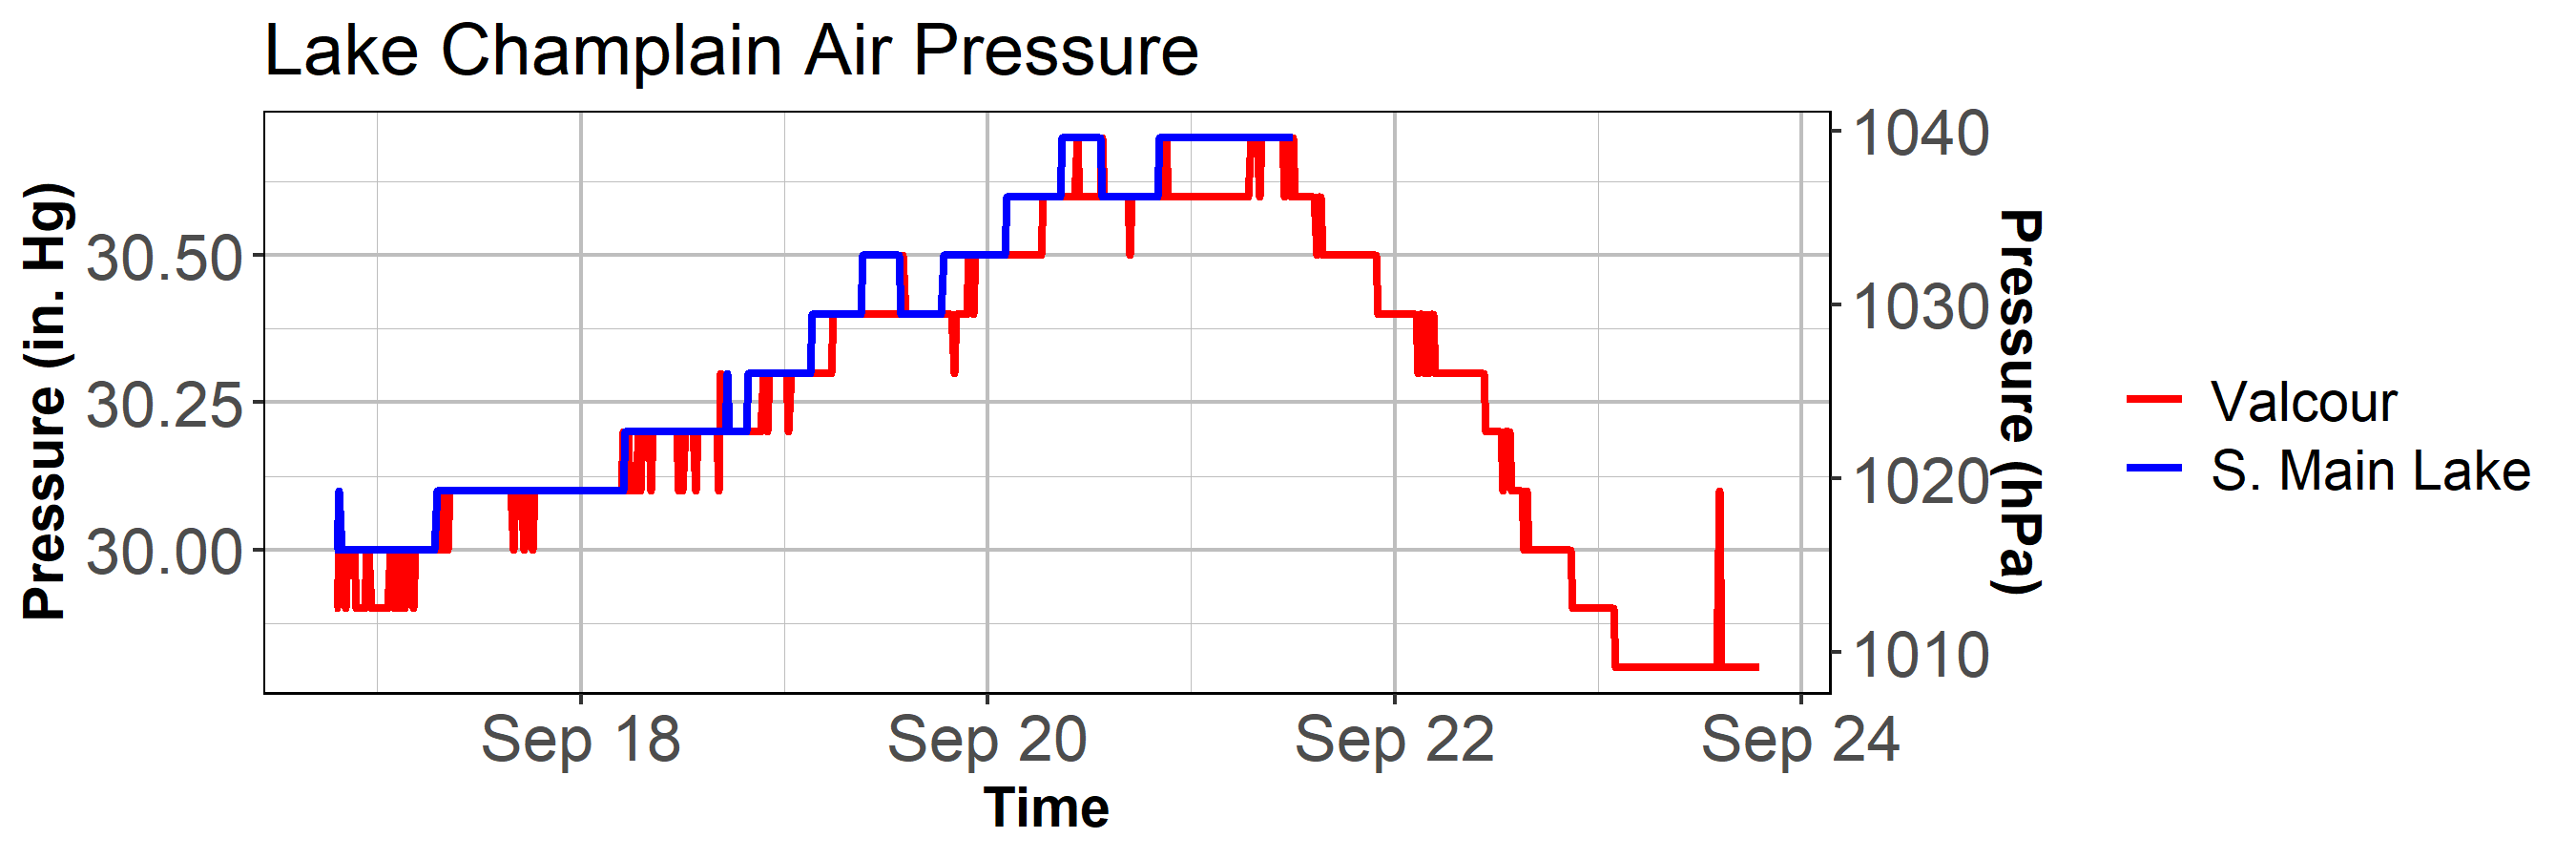 Lake Champlain Air Pressure
Pressure (in. Hg)
30.50
30.25
30.00
1040
1030
1020
1010
Pressure (hPa)
Sep 18
Sep 20
Sep 22
Sep 24
Time
Valcour
S. Main Lake